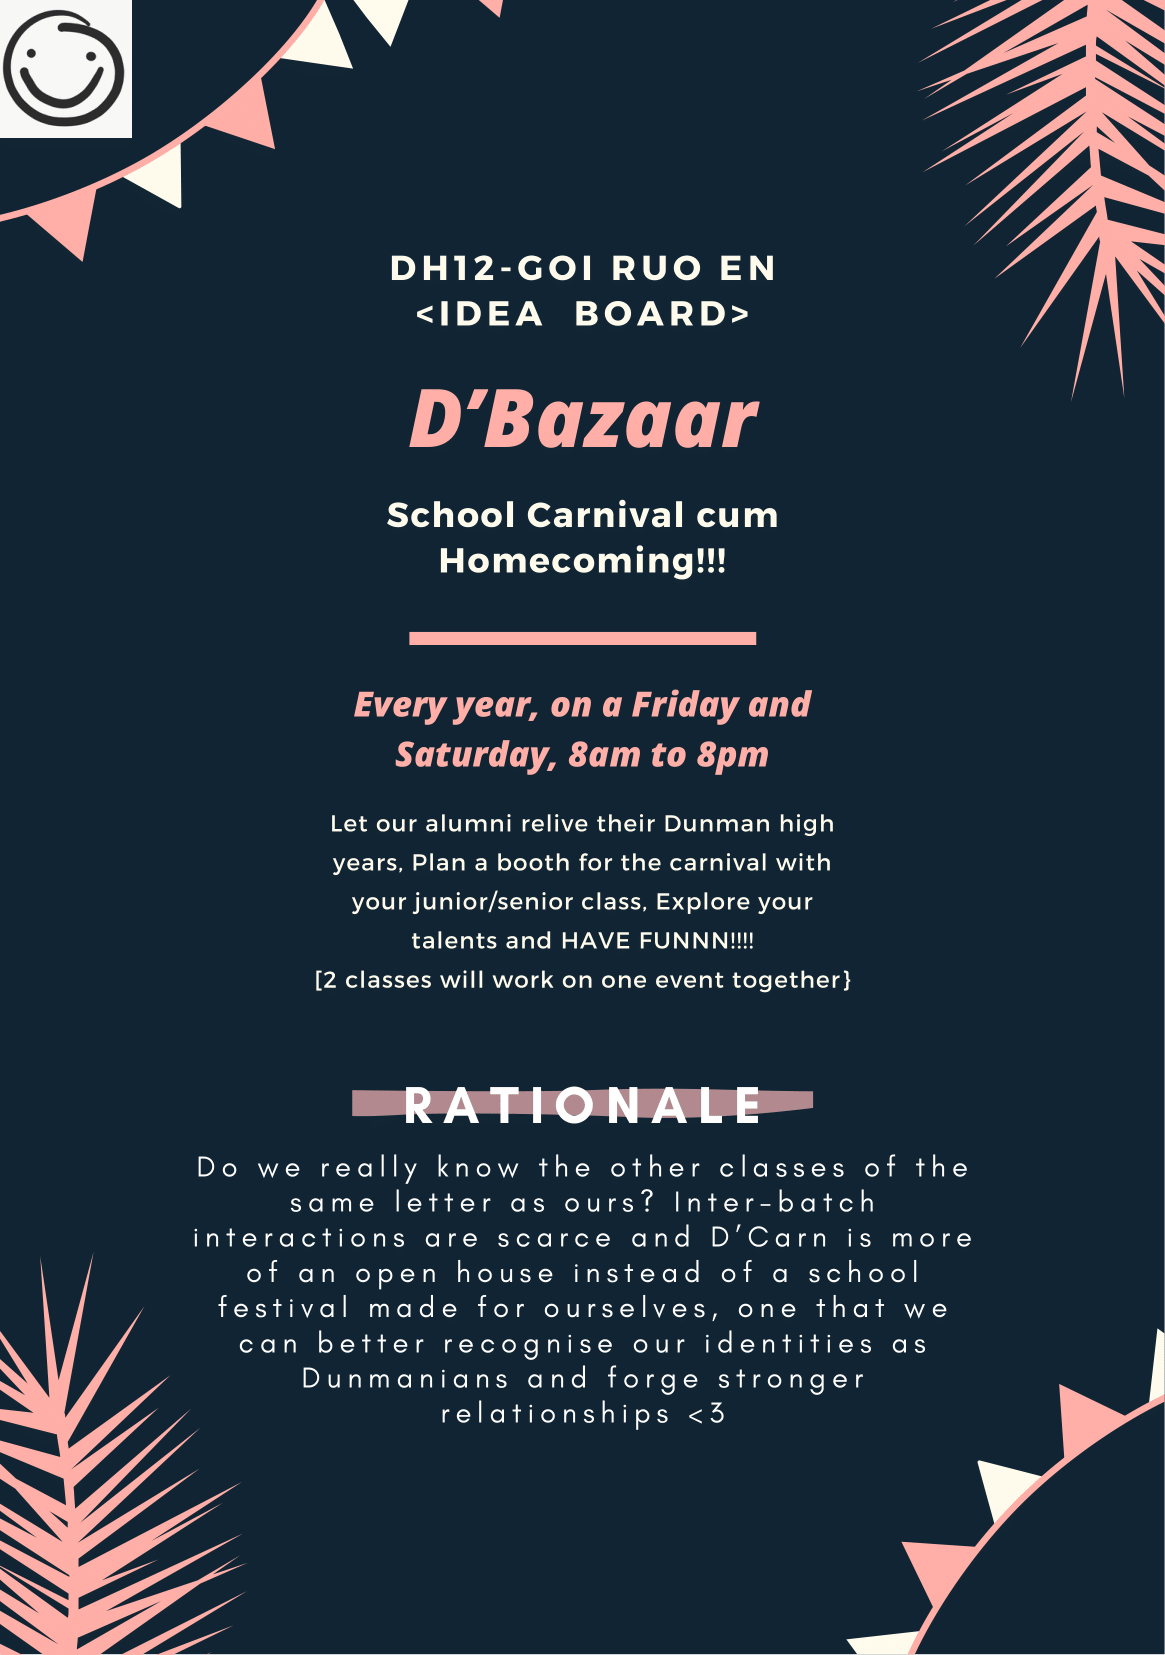 DH12-GOI RUO EN
<IDEA BOARD>
D’Bazaar
School Carnival cum
Homecoming!!!
Every year, on a Friday and
Saturday, 8am to 8pm
Let our alumni relive their Dunman high
years, Plan a booth for the carnival with
your junior/senior class, Explore your
talents and HAVE FUNNN!!!!
[2 classes will work on one event together}
RATIONALE
Do we really know the other classes of the
same letter as ours? Inter-batch
interactions are scarce and D’Carn is more
of an open house instead of a school
festival made for ourselves, one that we
can better recognise our identities as
Dunmanians and forge stronger
relationships <3